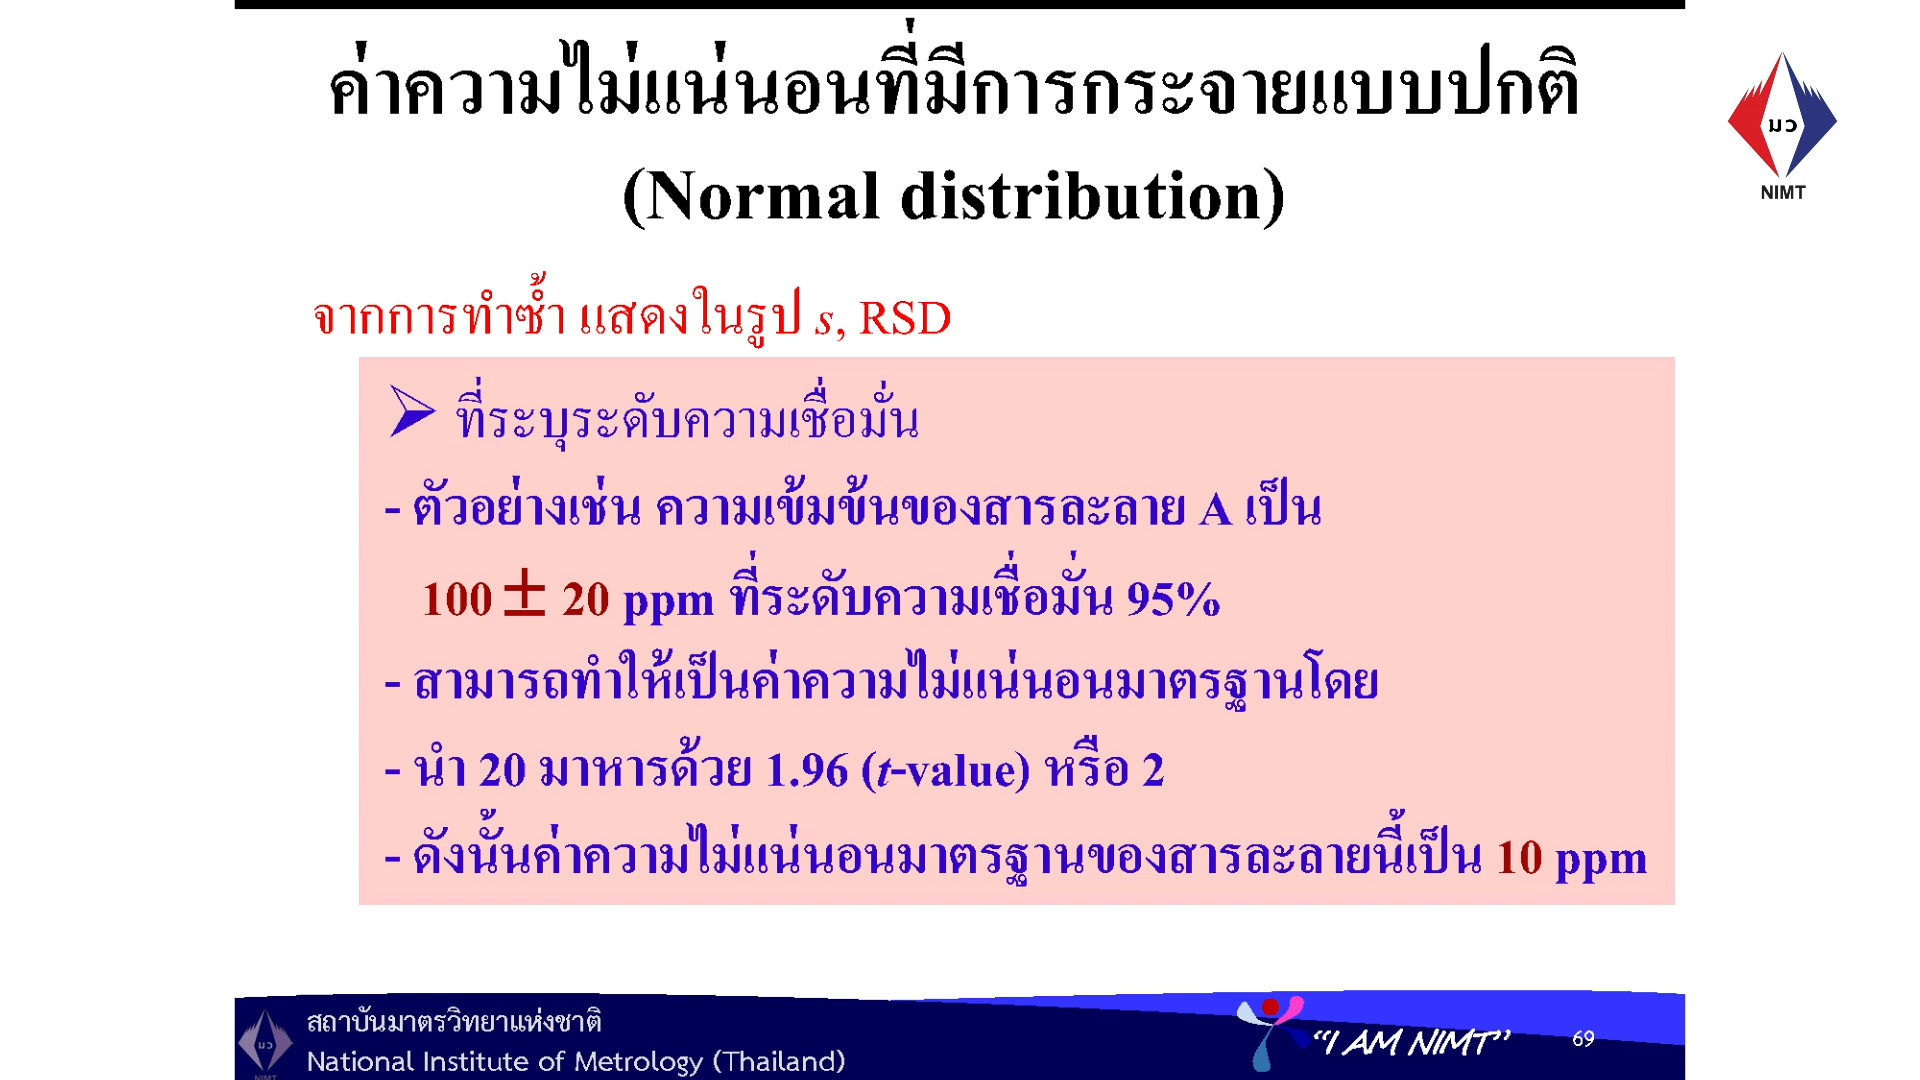 ค่าความไม่แน่นอนที่มีการกระจายแบบปกติ
(Normal distribution)
มว
NIMT
จากการทำซ้ำ แสดงในรูป s, RSD
➢ ที่ระบุระดับความเชื่อมั่น
- ตัวอย่างเช่น ความเข้มข้นของสารละลาย A เป็น
100 ± 20 ppm ที่ระดับความเชื่อมั่น 95%
- สามารถทำให้เป็นค่าความไม่แน่นอนมาตรฐานโดย
- นำ 20 มาหารด้วย 1.96 (t-value) หรือ 2
- ดังนั้นค่าความไม่แน่นอนมาตรฐานของสารละลายนี้เป็น 10 ppm
มว
NIMT
สถาบันมาตรวิทยาแห่งชาติ
National Institute of Metrology (Thailand)
“I AM NIMT”
69